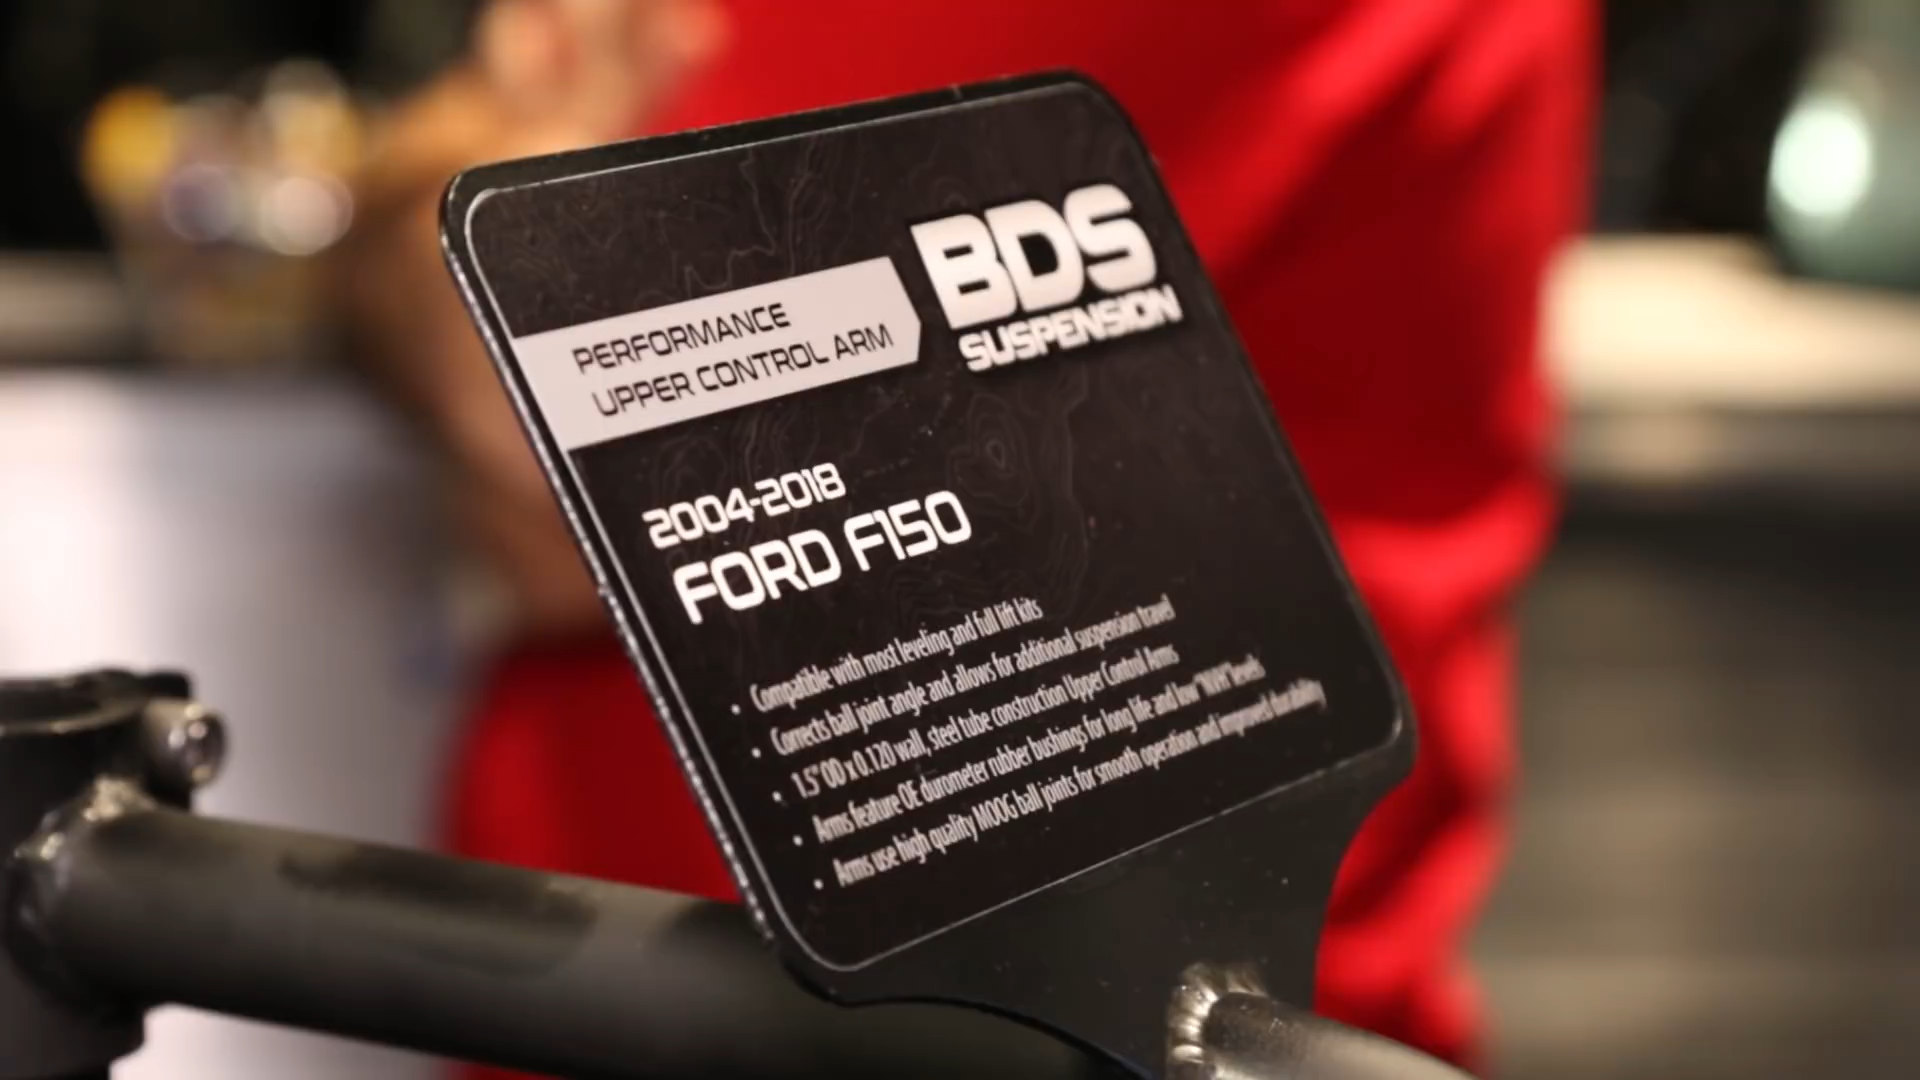 BDS
SUSPENSION
PERFORMANCE
UPPER CONTROL ARM
2004-2018
FORD F150
• Compatible with most leveling and full lift kits
• Corrects ball joint angle and allows for additional suspension travel
• 1.5" OD x 0.120 wall, steel tube construction Upper Control Arms
• Arms feature OE durometer rubber bushings for long life and low "NVH" levels
• Arms use high quality MOOG ball joints for smooth operation and improved durability